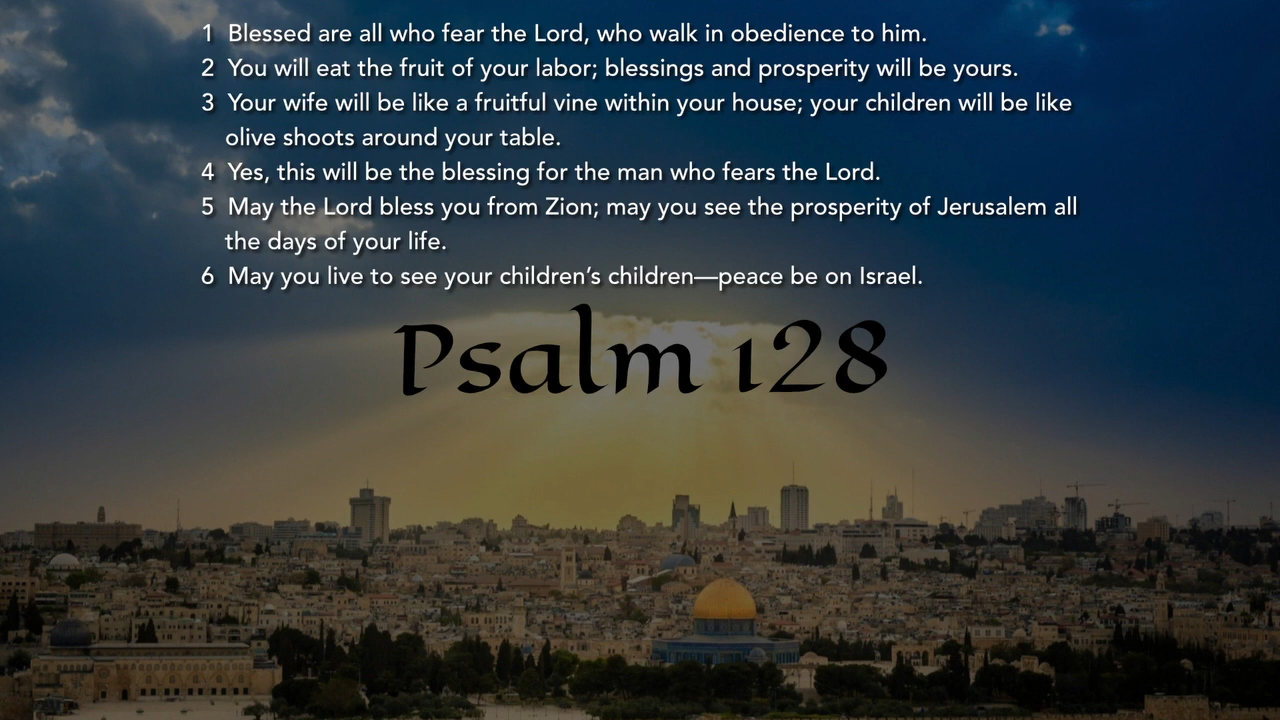 1 Blessed are all who fear the Lord, who walk in obedience to him.
2 You will eat the fruit of your labor; blessings and prosperity will be yours.
3 Your wife will be like a fruitful vine within your house; your children will be like
olive shoots around your table.
4 Yes, this will be the blessing for the man who fears the Lord.
5 May the Lord bless you from Zion; may you see the prosperity of Jerusalem all
the days of your life.
6 May you live to see your children’s children—peace be on Israel.
Psalm 128